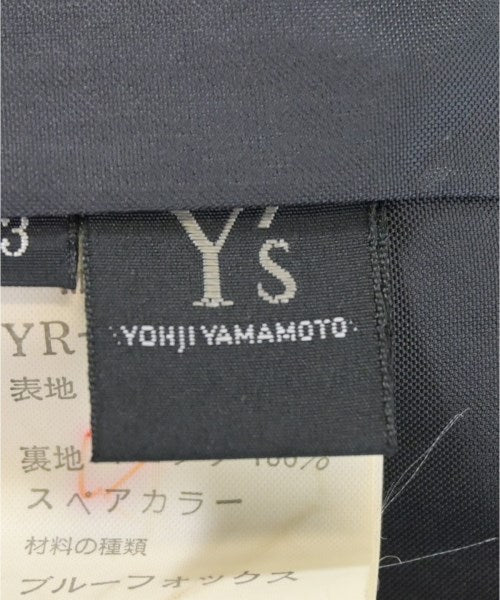 3
Y's
YOHJI YAMAMOTO
YR
表地
裏地 100%
スペアカラー
材料の種類
ブルーフォックス